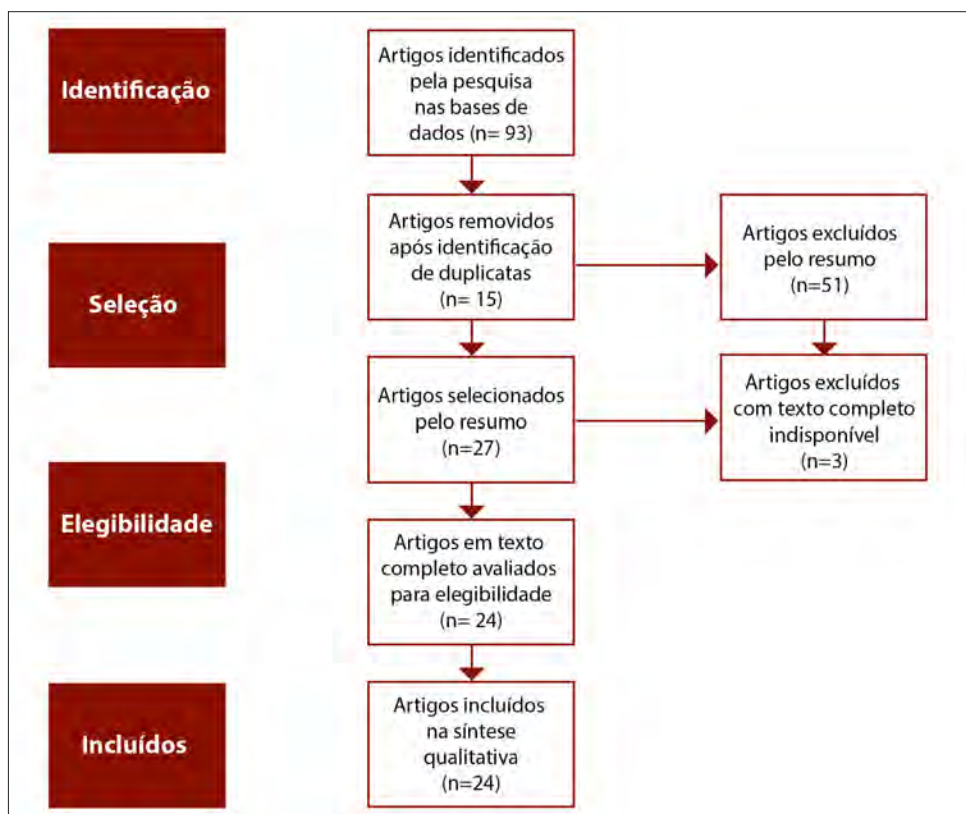 Identificação
Artigos identificados
pela pesquisa
nas bases de
dados (n= 93)
Seleção
Artigos removidos
após identificação
de duplicatas
(n= 15)
Artigos excluídos
pelo resumo
(n=51)
Artigos selecionados
pelo resumo
(n=27)
Artigos excluídos
com texto completo
indisponível
(n=3)
Elegibilidade
Artigos em texto
completo avaliados
para elegibilidade
(n= 24)
Incluídos
Artigos incluídos
na síntese
qualitativa
(n=24)